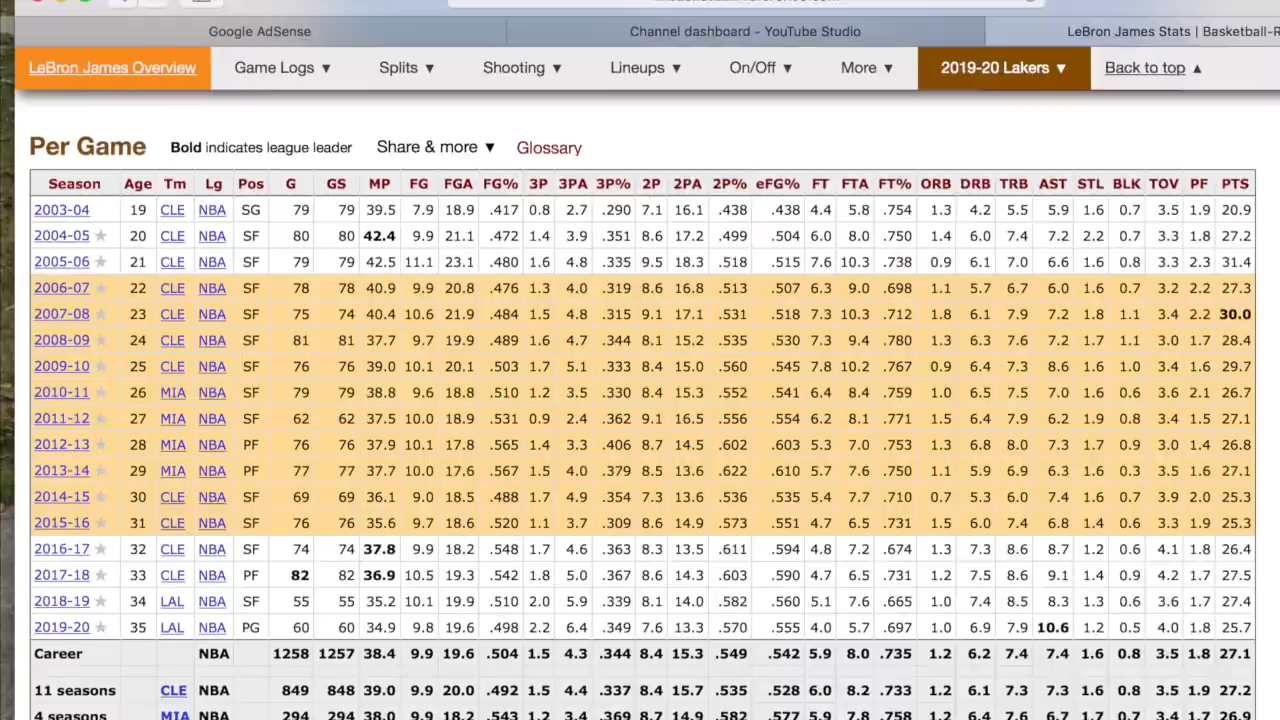 Google AdSense Channel dashboard - YouTube Studio LeBron James Stats | Basketball-R
LeBron James Overview Game Logs ▼ Splits ▼ Shooting ▼ Lineups ▼ On/Off ▼ More ▼ 2019-20 Lakers ▼ Back to top ▲
Per Game Bold indicates league leader Share & more ▼ Glossary
Season Age Tm Lg Pos G GS MP FG FGA FG% 3P 3PA 3P% 2P 2PA 2P% eFG% FT FTA FT% ORB DRB TRB AST STL BLK TOV PF PTS
2003-04 19 CLE NBA SG 79 79 39.5 7.9 18.9 .417 0.8 2.7 .290 7.1 16.1 .438 .438 4.4 5.8 .754 1.3 4.2 5.5 5.9 1.6 0.7 3.5 1.9 20.9
2004-05 ★ 20 CLE NBA SF 80 80 42.4 9.9 21.1 .472 1.4 3.9 .351 8.6 17.2 .499 .504 6.0 8.0 .750 1.4 6.0 7.4 7.2 2.2 0.7 3.3 1.8 27.2
2005-06 ★ 21 CLE NBA SF 79 79 42.5 11.1 23.1 .480 1.6 4.8 .335 9.5 18.3 .518 .515 7.6 10.3 .738 0.9 6.1 7.0 6.6 1.6 0.8 3.3 2.3 31.4
2006-07 ★ 22 CLE NBA SF 78 78 40.9 9.9 20.8 .476 1.3 4.0 .319 8.6 16.8 .513 .507 6.3 9.0 .698 1.1 5.7 6.7 6.0 1.6 0.7 3.2 2.2 27.3
2007-08 ★ 23 CLE NBA SF 75 74 40.4 10.6 21.9 .484 1.5 4.8 .315 9.1 17.1 .531 .518 7.3 10.3 .712 1.8 6.1 7.9 7.2 1.8 1.1 3.4 2.2 30.0
2008-09 ★ 24 CLE NBA SF 81 81 37.7 9.7 19.9 .489 1.6 4.7 .344 8.1 15.2 .535 .530 7.3 9.4 .780 1.3 6.3 7.6 7.2 1.7 1.1 3.0 1.7 28.4
2009-10 ★ 25 CLE NBA SF 76 76 39.0 10.1 20.1 .503 1.7 5.1 .333 8.4 15.0 .560 .545 7.8 10.2 .767 0.9 6.4 7.3 8.6 1.6 1.0 3.4 1.6 29.7
2010-11 ★ 26 MIA NBA SF 79 79 38.8 9.6 18.8 .510 1.2 3.5 .330 8.4 15.3 .552 .541 6.4 8.4 .759 1.0 6.5 7.5 7.0 1.6 0.6 3.6 2.1 26.7
2011-12 ★ 27 MIA NBA SF 62 62 37.5 10.0 18.9 .531 0.9 2.4 .362 9.1 16.5 .556 .554 6.2 8.1 .771 1.5 6.4 7.9 6.2 1.9 0.8 3.4 1.5 27.1
2012-13 ★ 28 MIA NBA PF 76 76 37.9 10.1 17.8 .565 1.4 3.3 .406 8.7 14.5 .602 .603 5.3 7.0 .753 1.3 6.8 8.0 7.3 1.7 0.9 3.0 1.4 26.8
2013-14 ★ 29 MIA NBA PF 77 77 37.7 10.0 17.6 .567 1.5 4.0 .379 8.5 13.6 .622 .610 5.7 7.6 .750 1.1 5.9 6.9 6.3 1.6 0.3 3.5 1.6 27.1
2014-15 ★ 30 CLE NBA SF 69 69 36.1 9.0 18.5 .488 1.7 4.9 .354 7.3 13.6 .536 .535 5.4 7.7 .710 0.7 5.3 6.0 7.4 1.6 0.7 3.9 2.0 25.3
2015-16 ★ 31 CLE NBA SF 76 76 35.6 9.7 18.6 .520 1.1 3.7 .309 8.6 14.9 .573 .551 4.7 6.5 .731 1.5 6.0 7.4 6.8 1.4 0.6 3.3 1.9 25.3
2016-17 ★ 32 CLE NBA SF 74 74 37.8 9.9 18.2 .548 1.7 4.6 .363 8.3 13.5 .611 .594 4.8 7.2 .674 1.3 7.3 8.6 8.7 1.2 0.6 4.1 1.8 26.4
2017-18 ★ 33 CLE NBA PF 82 82 36.9 10.5 19.3 .542 1.8 5.0 .367 8.6 14.3 .603 .590 4.7 6.5 .731 1.2 7.5 8.6 9.1 1.4 0.9 4.2 1.7 27.5
2018-19 ★ 34 LAL NBA SF 55 55 35.2 10.1 19.9 .510 2.0 5.9 .339 8.1 14.0 .582 .560 5.1 7.6 .665 1.0 7.4 8.5 8.3 1.3 0.6 3.6 1.7 27.4
2019-20 ★ 35 LAL NBA PG 60 60 34.9 9.8 19.6 .498 2.2 6.4 .349 7.6 13.3 .570 .555 4.0 5.7 .697 1.0 6.9 7.9 10.6 1.2 0.5 4.0 1.8 25.7
Career NBA 1258 1257 38.4 9.9 19.6 .504 1.5 4.3 .344 8.4 15.3 .549 .542 5.9 8.0 .735 1.2 6.2 7.4 7.4 1.6 0.8 3.5 1.8 27.1
11 seasons CLE NBA 849 848 39.0 9.9 20.0 .492 1.5 4.4 .337 8.4 15.7 .535 .528 6.0 8.2 .733 1.2 6.1 7.3 7.3 1.6 0.8 3.5 1.9 27.2
4 seasons MIA NBA 294 294 38.0 9.9 18.2 .543 1.2 3.4 .369 8.7 14.9 .582 .577 5.9 7.8 .758 1.2 6.4 7.6 6.7 1.7 0.6 3.4 1.7 26.9